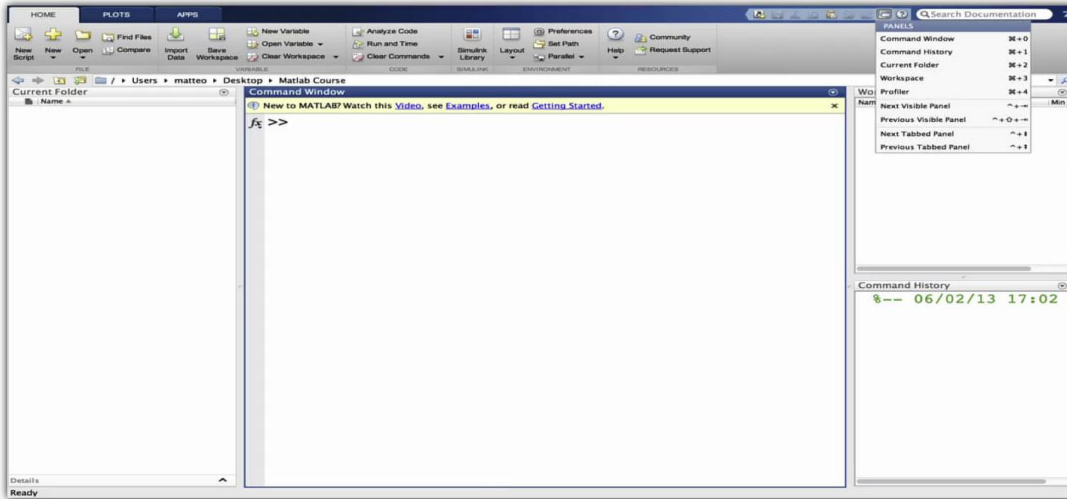 HOME PLOTS APPS
Search Documentation
New Script
New
Open
Find Files
Compare
Import Data
Save Workspace
New Variable
Open Variable
Clear Workspace
Analyze Code
Run and Time
Clear Commands
Simulink Library
Layout
Preferences
Set Path
Parallel
Help
Community
Request Support
FILE VARIABLE CODE SIMULINK ENVIRONMENT RESOURCES
PANELS
Command Window ⌘+0
Command History ⌘+1
Current Folder ⌘+2
Workspace ⌘+3
Profiler ⌘+4
Next Visible Panel
Previous Visible Panel
Next Tabbed Panel
Previous Tabbed Panel
/ Users matteo Desktop Matlab Course
Current Folder
Name
Command Window
New to MATLAB? Watch this Video, see Examples, or read Getting Started.
fx >>
Wo
Nam Min
Command History
%-- 06/02/13 17:02
Details
Ready